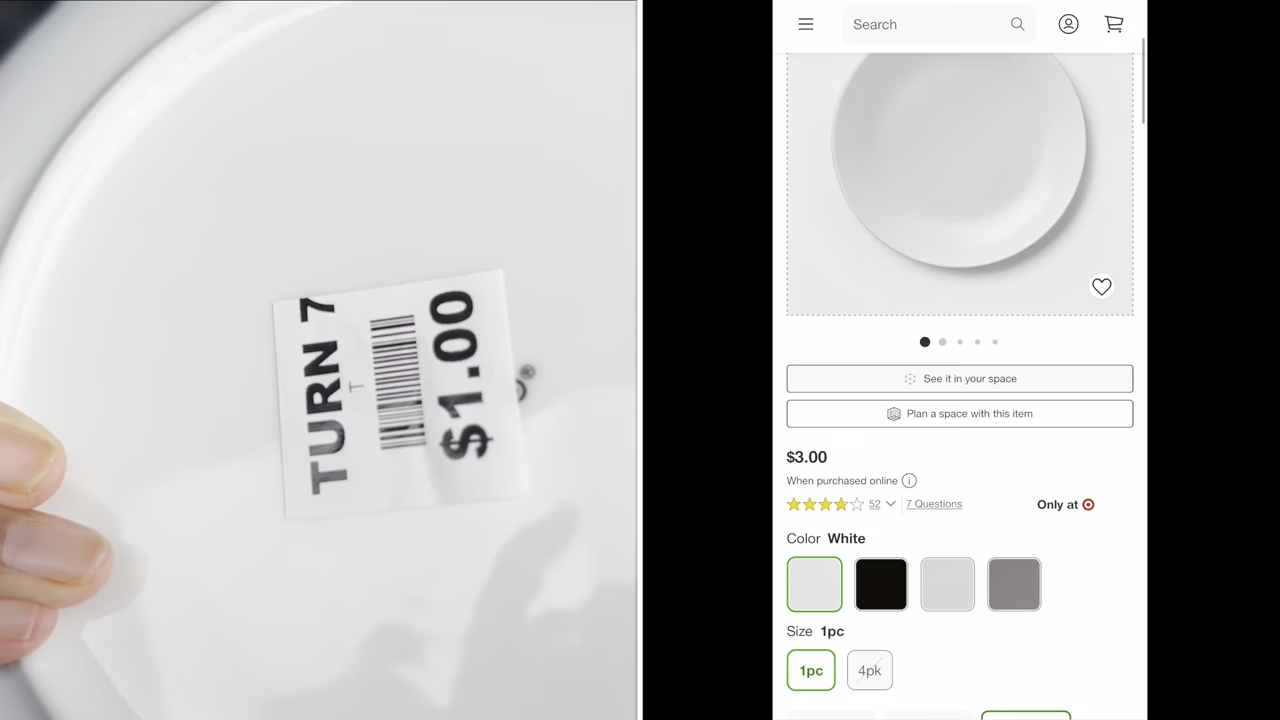 TURN 7
$1.00
Search
See it in your space
Plan a space with this item
$3.00
When purchased online
52
7 Questions
Only at
Color White
Size 1pc
1pc
4pk